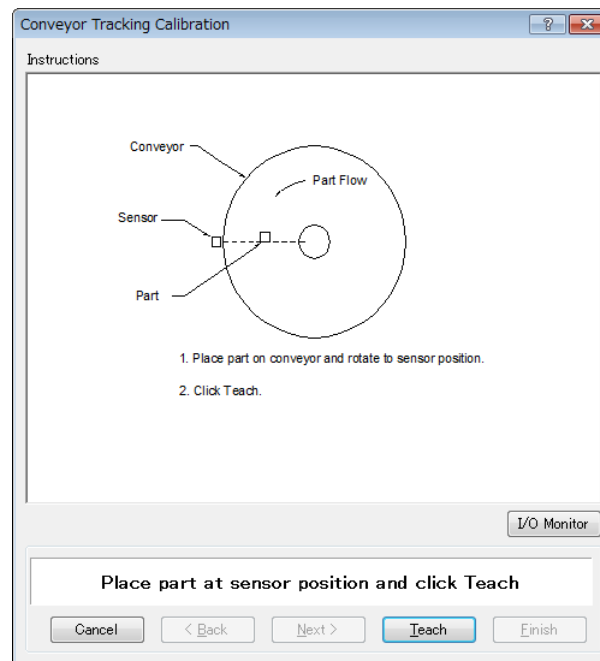 Conveyor Tracking Calibration
?
Instructions
Conveyor
Part Flow
Sensor
Part
1. Place part on conveyor and rotate to sensor position.
2. Click Teach.
I/O Monitor
Place part at sensor position and click Teach
Cancel < Back Next > Teach Finish